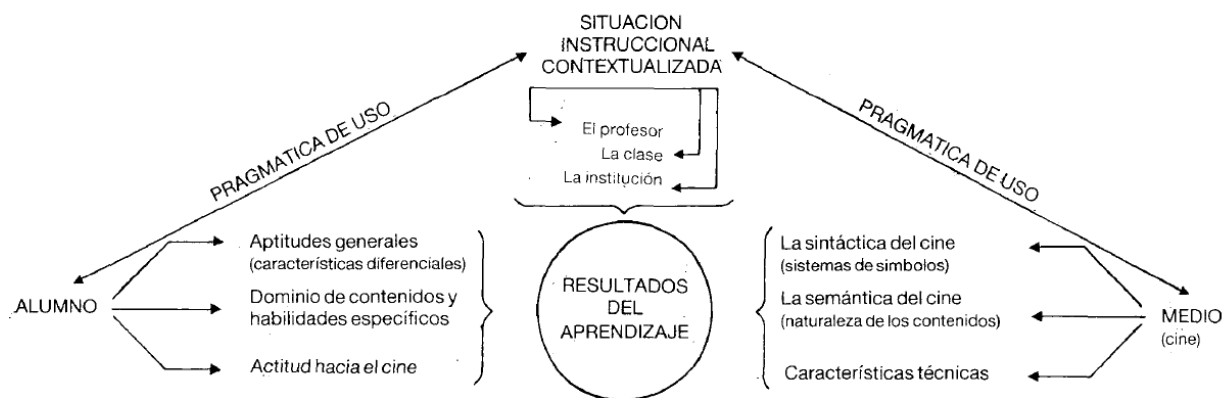 SITUACION
INSTRUCCIONAL
CONTEXTUALIZADA
PRAGMATICA DE USO
PRAGMATICA DE USO
El profesor
La clase
La institución
ALUMNO
Aptitudes generales
(características diferenciales)
Dominio de contenidos y
habilidades específicos
Actitud hacia el cine
RESULTADOS
DEL
APRENDIZAJE
La sintáctica del cine
(sistemas de simbolos)
La semántica del cine
(naturaleza de los contenidos)
Características técnicas
MEDIO
(cine)